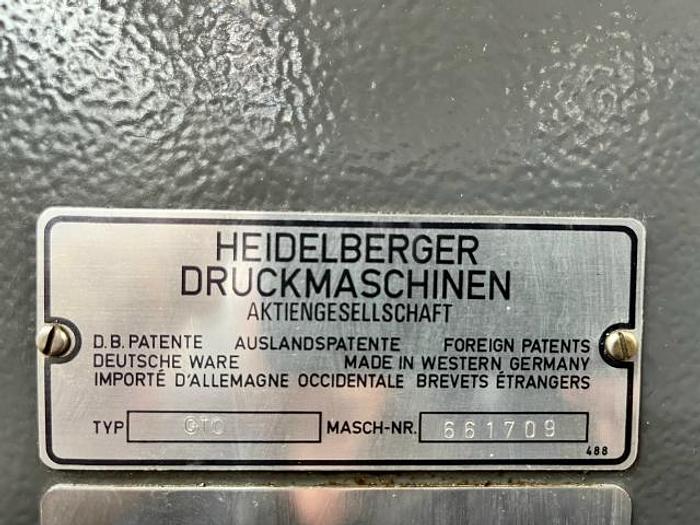 HEIDELBERGER
DRUCKMASCHINEN
AKTIENGESELLSCHAFT
D.B. PATENTE AUSLANDSPATENTE FOREIGN PATENTS
DEUTSCHE WARE MADE IN WESTERN GERMANY
IMPORTÉ D'ALLEMAGNE OCCIDENTALE BREVETS ÉTRANGERS
TYP GTO MASCH-NR. 661709
488